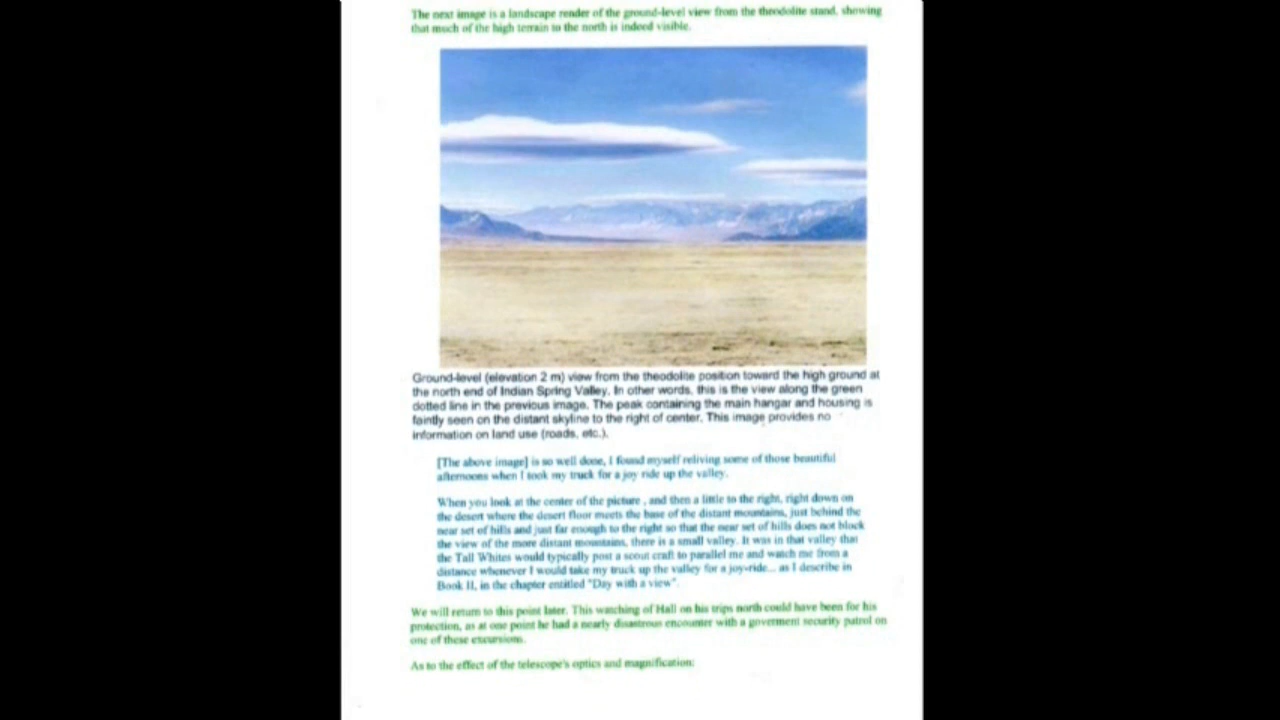 The next image is a landscape render of the ground-level view from the theodolite stand, showing
that much of the high terrain to the north is indeed visible.
Ground-level (elevation 2 m) view from the theodolite position toward the high ground at
the north end of Indian Spring Valley. In other words, this is the view along the green
dotted line in the previous image. The peak containing the main hangar and housing is
faintly seen on the distant skyline to the right of center. This image provides no
information on land use (roads, etc.).
[The above image] is so well done, I found myself reliving some of those beautiful
afternoons when I took my truck for a joy ride up the valley.
When you look at the center of the picture , and then a little to the right, right down on
the desert where the desert floor meets the base of the distant mountains, just behind the
near set of hills and just far enough to the right so that the near set of hills does not block
the view of the more distant mountains, there is a small valley. It was in that valley that
the Tall Whites would typically post a scout craft to parallel me and watch me from a
distance whenever I would take my truck up the valley for a joy-ride... as I describe in
Book II, in the chapter entitled "Day with a view".
We will return to this point later. This watching of Hall on his trips north could have been for his
protection, as at one point he had a nearly disastrous encounter with a goverment security patrol on
one of these excursions.
As to the effect of the telescope's optics and magnification: